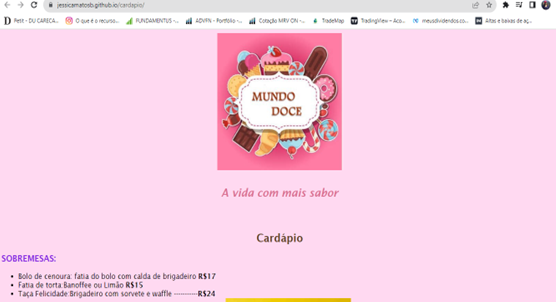 jessicamatosb.github.io/cardapio/
Petit - DU CARECA...
O que é o recurso...
FUNDAMENTUS -...
ADVFN - Portfólio -...
Cotação MRV ON -...
TradeMap
TradingView – Aco...
meusdividendos.co...
Altas e baixas de aç...
MUNDO
DOCE
A vida com mais sabor
Cardápio
SOBREMESAS:
Bolo de cenoura: fatia do bolo com calda de brigadeiro R$17
Fatia de torta Banoffee ou Limão R$15
Taça Felicidade:Brigadeiro com sorvete e waffle -----------R$24